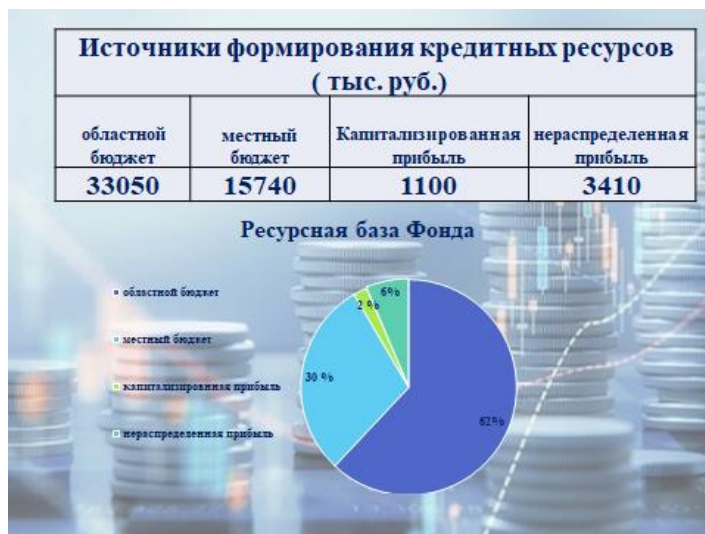 Источники формирования кредитных ресурсов
( тыс. руб.)
областной
бюджет
местный
бюджет
Капитализированная
прибыль
нераспределенная
прибыль
33050
15740
1100
3410
Ресурсная база Фонда
областной бюджет
местный бюджет
капитализировнная прибыль
нераспределенная прибыль
6%
2 %
30 %
62%